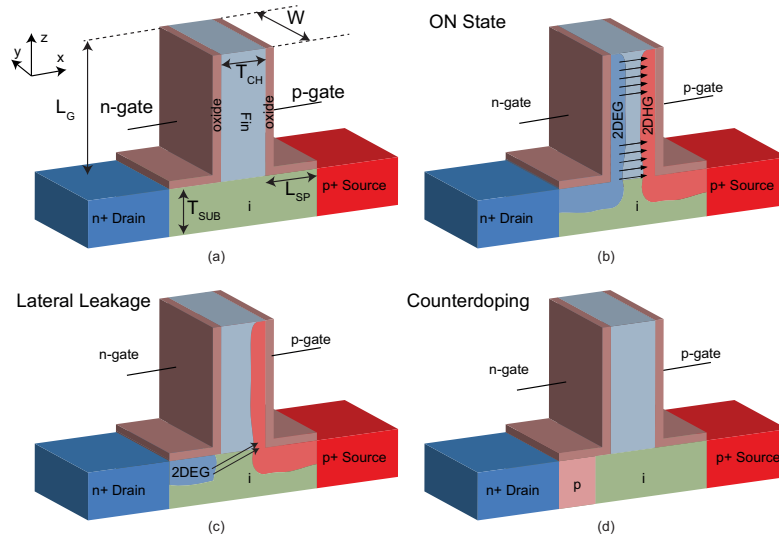 z
y
x
W
T_CH
L_G
n-gate
p-gate
oxide
Fin
oxide
L_SP
T_SUB
n+ Drain
i
p+ Source
(a)
ON State
n-gate
p-gate
2DEG
2DHG
n+ Drain
i
p+ Source
(b)
Lateral Leakage
n-gate
p-gate
2DEG
n+ Drain
i
p+ Source
(c)
Counterdoping
n-gate
p-gate
n+ Drain
p
i
p+ Source
(d)